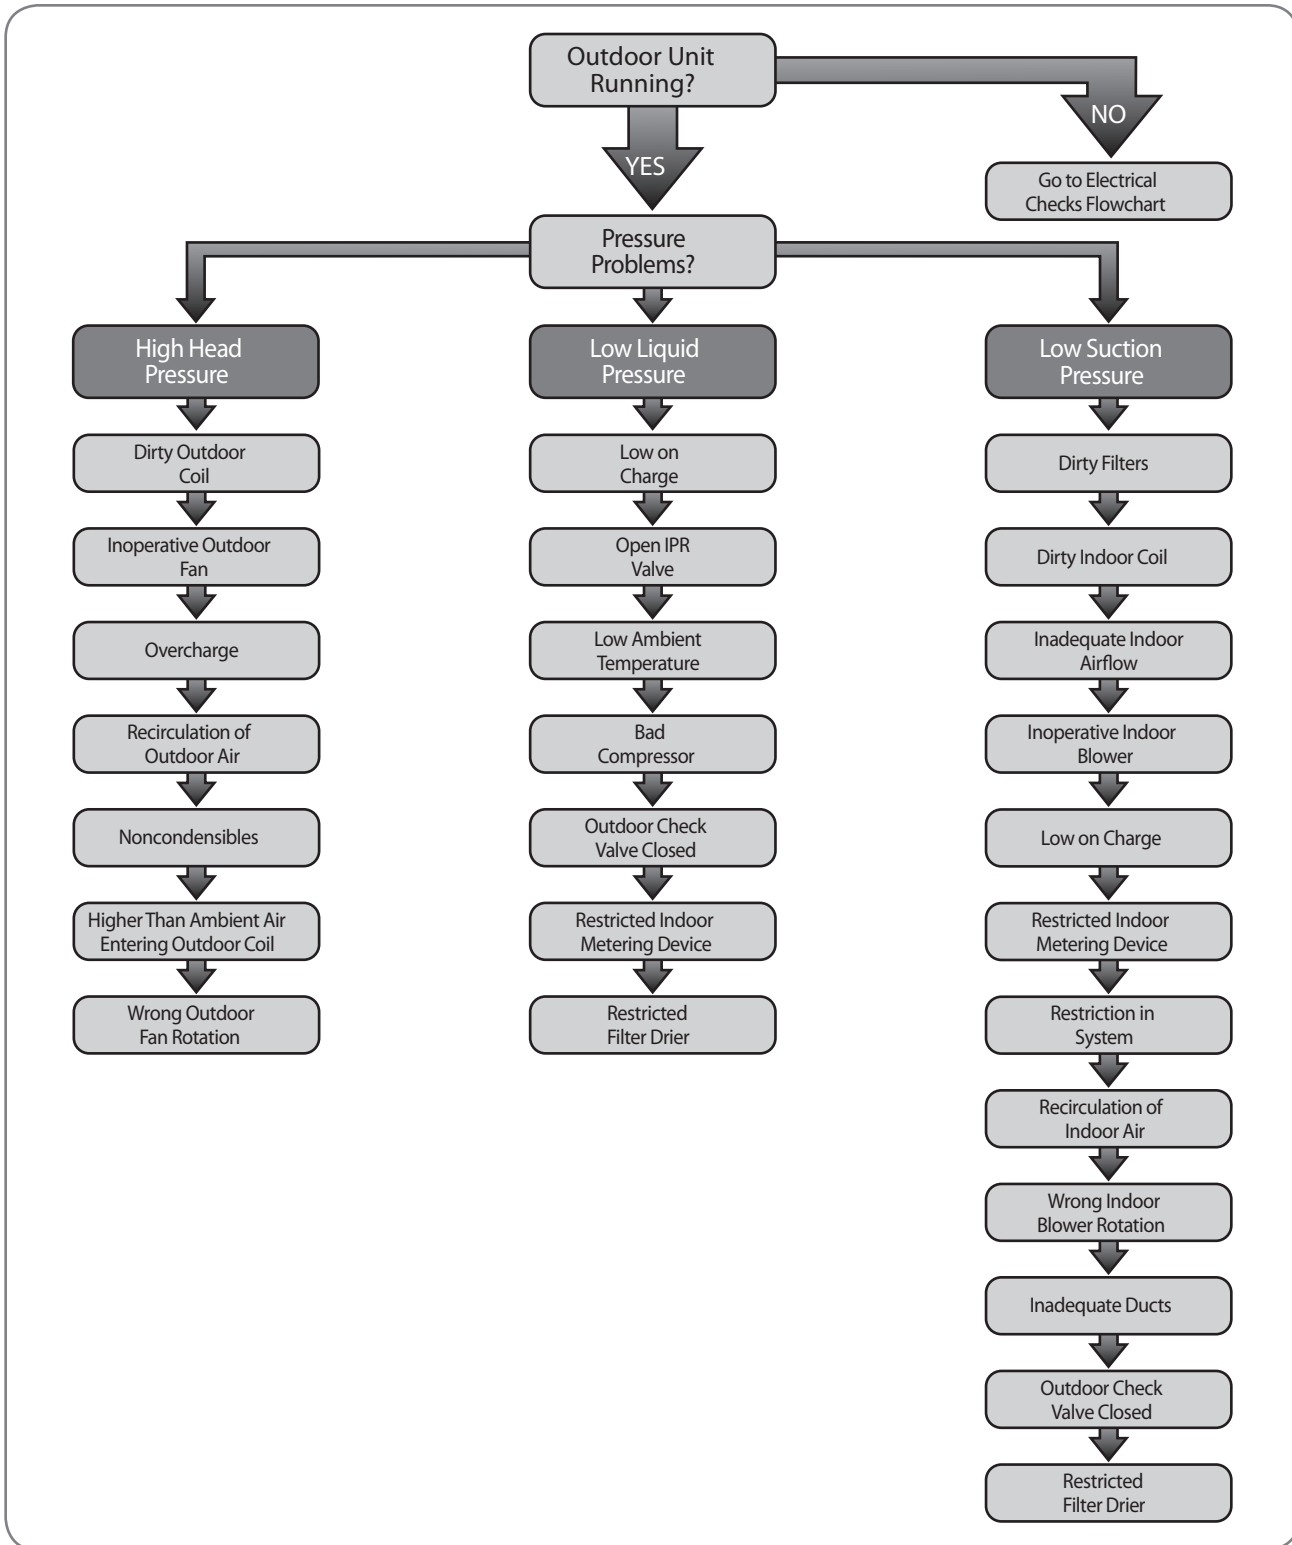 Outdoor Unit
Running?
NO
YES
Go to Electrical
Checks Flowchart
Pressure
Problems?
High Head
Pressure
Dirty Outdoor
Coil
Inoperative Outdoor
Fan
Overcharge
Recirculation of
Outdoor Air
Noncondensibles
Higher Than Ambient Air
Entering Outdoor Coil
Wrong Outdoor
Fan Rotation
Low Liquid
Pressure
Low on
Charge
Open IPR
Valve
Low Ambient
Temperature
Bad
Compressor
Outdoor Check
Valve Closed
Restricted Indoor
Metering Device
Restricted
Filter Drier
Low Suction
Pressure
Dirty Filters
Dirty Indoor Coil
Inadequate Indoor
Airflow
Inoperative Indoor
Blower
Low on Charge
Restricted Indoor
Metering Device
Restriction in
System
Recirculation of
Indoor Air
Wrong Indoor
Blower Rotation
Inadequate Ducts
Outdoor Check
Valve Closed
Restricted
Filter Drier